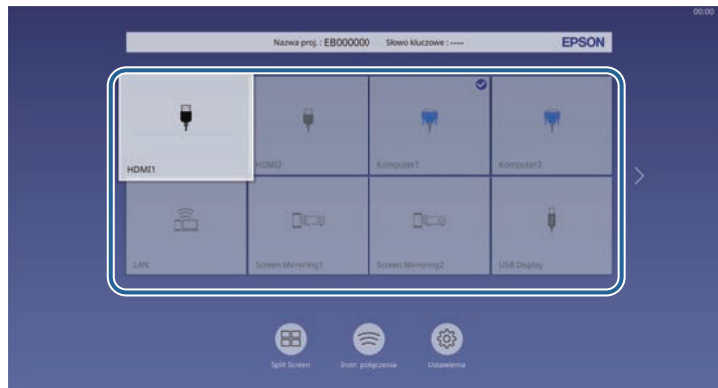 00:00
Nazwa proj. : EB000000 Słowo kluczowe : ---- EPSON
HDMI1 HDMI2 Komputer1 Komputer2
LAN Screen Mirroring1 Screen Mirroring2 USB Display
Split Screen Instr. połączenia Ustawienia